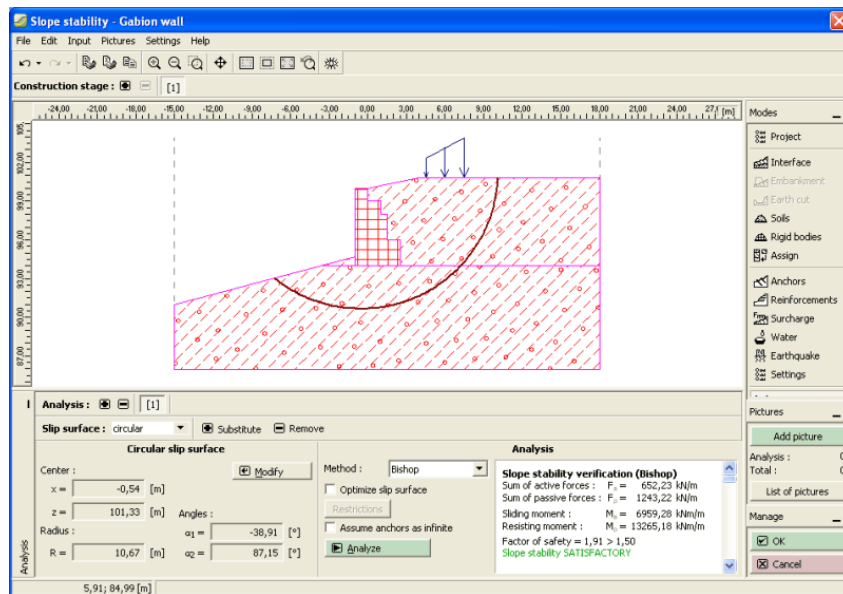 Slope stability - Gabion wall
File Edit Input Pictures Settings Help
Construction stage : [1]
-24,00 -21,00 -18,00 -15,00 -12,00 -9,00 -6,00 -3,00 0,00 3,00 6,00 9,00 12,00 15,00 18,00 21,00 24,00 [m]
102,00
99,00
96,00
93,00
90,00
87,00
Modes
Project
Interface
Embankment
Earth cut
Soils
Rigid bodies
Assign
Anchors
Reinforcements
Surcharge
Water
Earthquake
Settings
Pictures
Add picture
Analysis : 0
Total : 0
List of pictures
Manage
OK
Cancel
Analysis : [1]
Slip surface : circular Substitute Remove
Circular slip surface
Center :
Modify
x = -0,54 [m]
z = 101,33 [m]
Radius :
Angles :
α1 = -38,91 [°]
R = 10,67 [m] α2 = 87,15 [°]
Analysis
Method : Bishop
Optimize slip surface
Restrictions
Assume anchors as infinite
Analyze
Slope stability verification (Bishop)
Sum of active forces : Fa = 652,23 kN/m
Sum of passive forces : Fp = 1243,22 kN/m
Sliding moment : Ma = 6959,28 kNm/m
Resisting moment : Mp = 13265,18 kNm/m
Factor of safety = 1,91 > 1,50
Slope stability SATISFACTORY
Analysis
5,91; 84,99 [m]